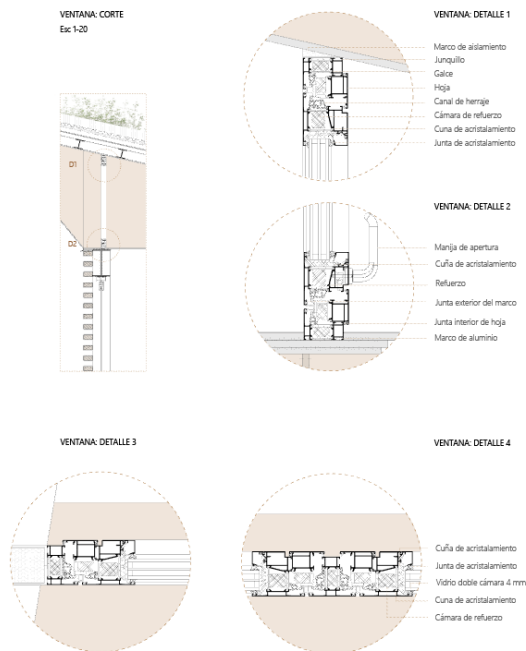 VENTANA: CORTE
Esc 1-20
D1
D2
VENTANA: DETALLE 1
Marco de aislamiento
Junquillo
Galce
Hoja
Canal de herraje
Cámara de refuerzo
Cuna de acristalamiento
Junta de acristalamiento
VENTANA: DETALLE 2
Manija de apertura
Cuña de acristalamiento
Refuerzo
Junta exterior del marco
Junta interior de hoja
Marco de aluminio
VENTANA: DETALLE 3
VENTANA: DETALLE 4
Cuña de acristalamiento
Junta de acristalamiento
Vidrio doble cámara 4 mm
Cuna de acristalamiento
Cámara de refuerzo